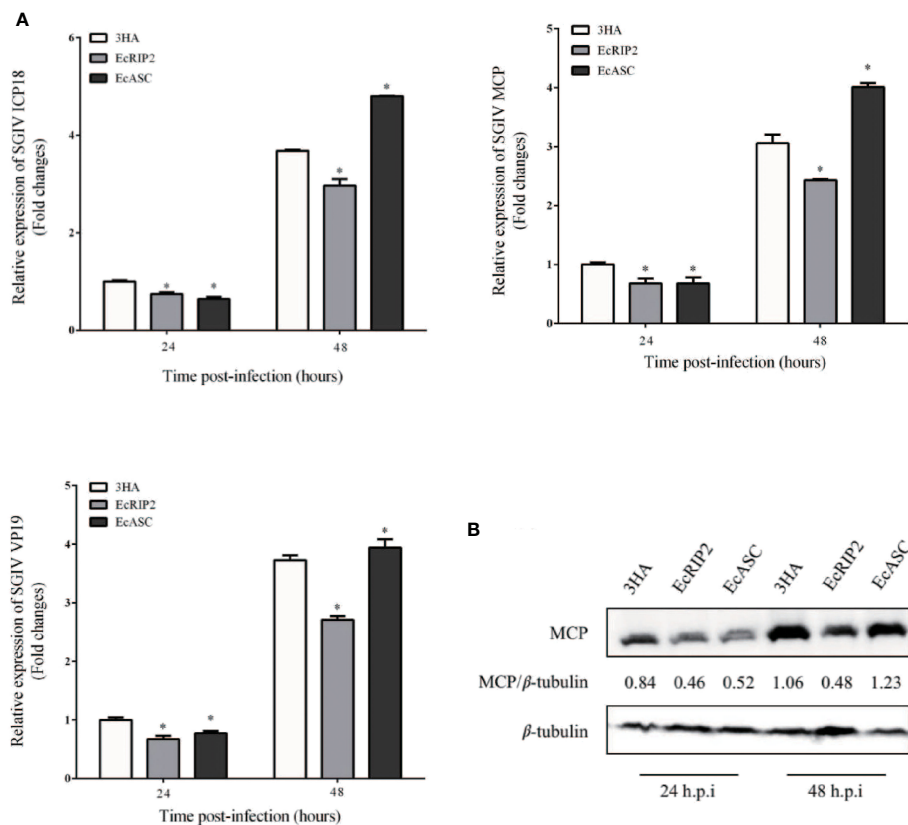 A
3HA
EcRIP2
EcASC
Relative expression of SGIV ICP18
(Fold changes)
6
4
2
0
*
*
*
*
24
48
Time post-infection (hours)
3HA
EcRIP2
EcASC
Relative expression of SGIV MCP
(Fold changes)
5
4
3
2
1
0
*
*
*
*
24
48
Time post-infection (hours)
3HA
EcRIP2
EcASC
Relative expression of SGIV VP19
(Fold changes)
5
4
3
2
1
0
*
*
*
*
24
48
Time post-infection (hours)
B
3HA EcRIP2 EcASC 3HA EcRIP2 EcASC
MCP
MCP/β-tubulin 0.84 0.46 0.52 1.06 0.48 1.23
β-tubulin
24 h.p.i 48 h.p.i